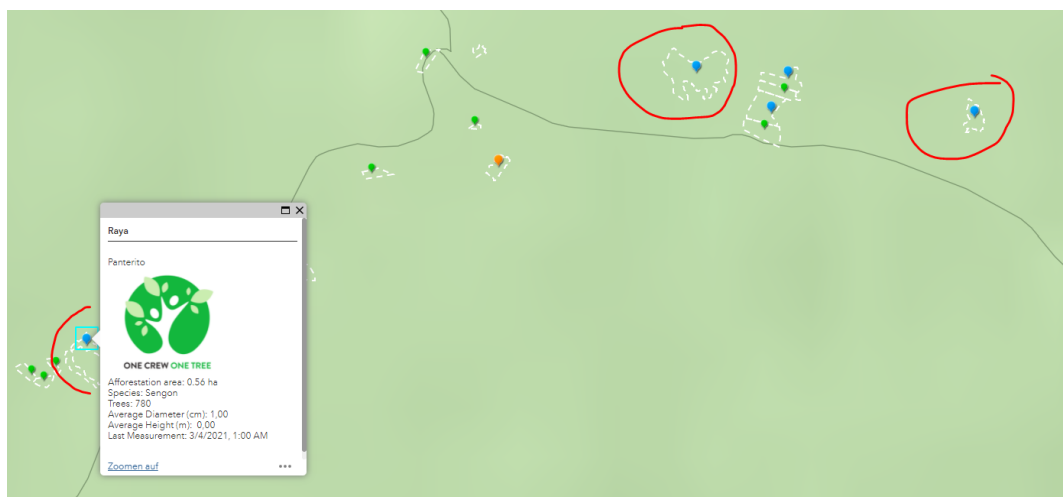 Raya
Panterito
ONE CREW ONE TREE
Afforestation area: 0.56 ha
Species: Sengon
Trees: 780
Average Diameter (cm): 1,00
Average Height (m):  0,00
Last Measurement: 3/4/2021, 1:00 AM
Zoomen auf